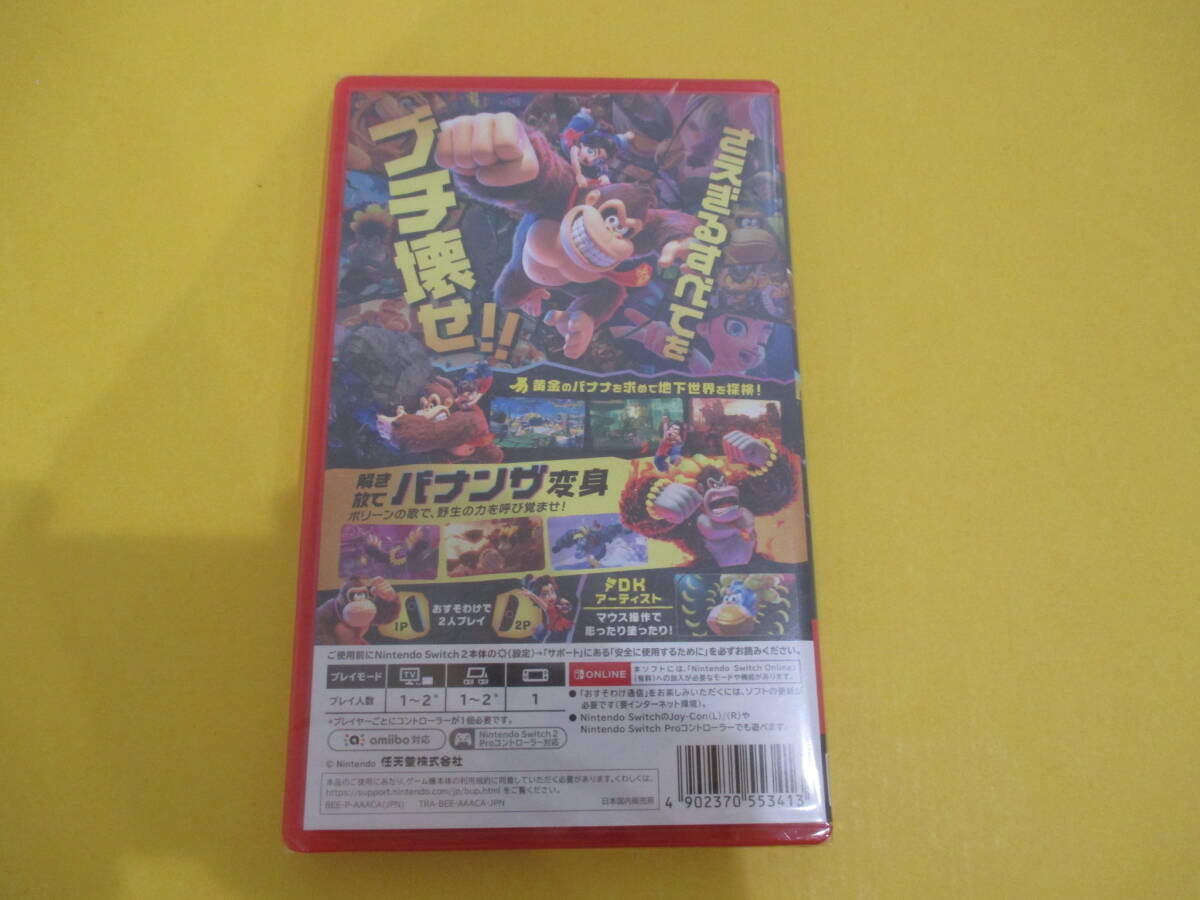 ブチ
壊せ!!
黄金のバナナを求めて地下世界を探検!
解き
放て
バナンザ変身
ポリーンの歌で、野生の力を呼び覚ませ!
1P
おすそわけで
2人プレイ
2P
DK
アーティスト
マウス操作で
彫ったり塗ったり!
ご使用前にNintendo Switch 2本体の(設定)→「サポート」にある「安全に使用するために」を必ずお読みください。
プレイモード
TV
プレイ人数
1～2*
1～2*
1
*プレイヤーごとにコントローラーが1個必要です。
ONLINE
本ソフトには、「Nintendo Switch Online」
(有料)への加入が必要なモードや機能があります。
●「おすそわけ通信」をお楽しみいただくには、ソフトの更新が
必要です(要インターネット環境)。
●Nintendo SwitchのJoy-Con(L)/(R)や
Nintendo Switch Proコントローラーでも遊べます。
amiibo 対応
Nintendo Switch 2
Proコントローラー対応
© Nintendo 任天堂株式会社
本品のご使用にあたり、ゲーム機本体の利用規約に同意していただく必要があります。くわしくは、
https://support.nintendo.com/jp/bup.html をご覧ください。
BEE-P-AAACA(JPN) TRA-BEE-AAACA-JPN
日本国内販売用
4 902370 553413